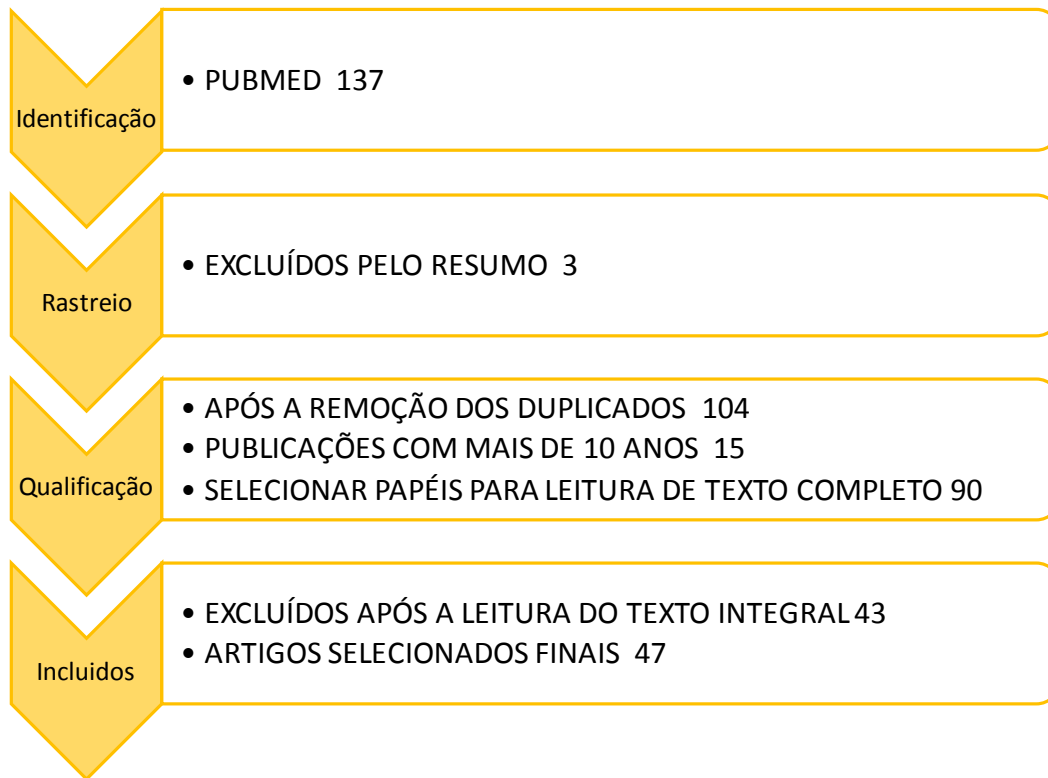 Identificação
• PUBMED 137
Rastreio
• EXCLUÍDOS PELO RESUMO 3
Qualificação
• APÓS A REMOÇÃO DOS DUPLICADOS 104
• PUBLICAÇÕES COM MAIS DE 10 ANOS 15
• SELECIONAR PAPÉIS PARA LEITURA DE TEXTO COMPLETO 90
Incluidos
• EXCLUÍDOS APÓS A LEITURA DO TEXTO INTEGRAL 43
• ARTIGOS SELECIONADOS FINAIS 47